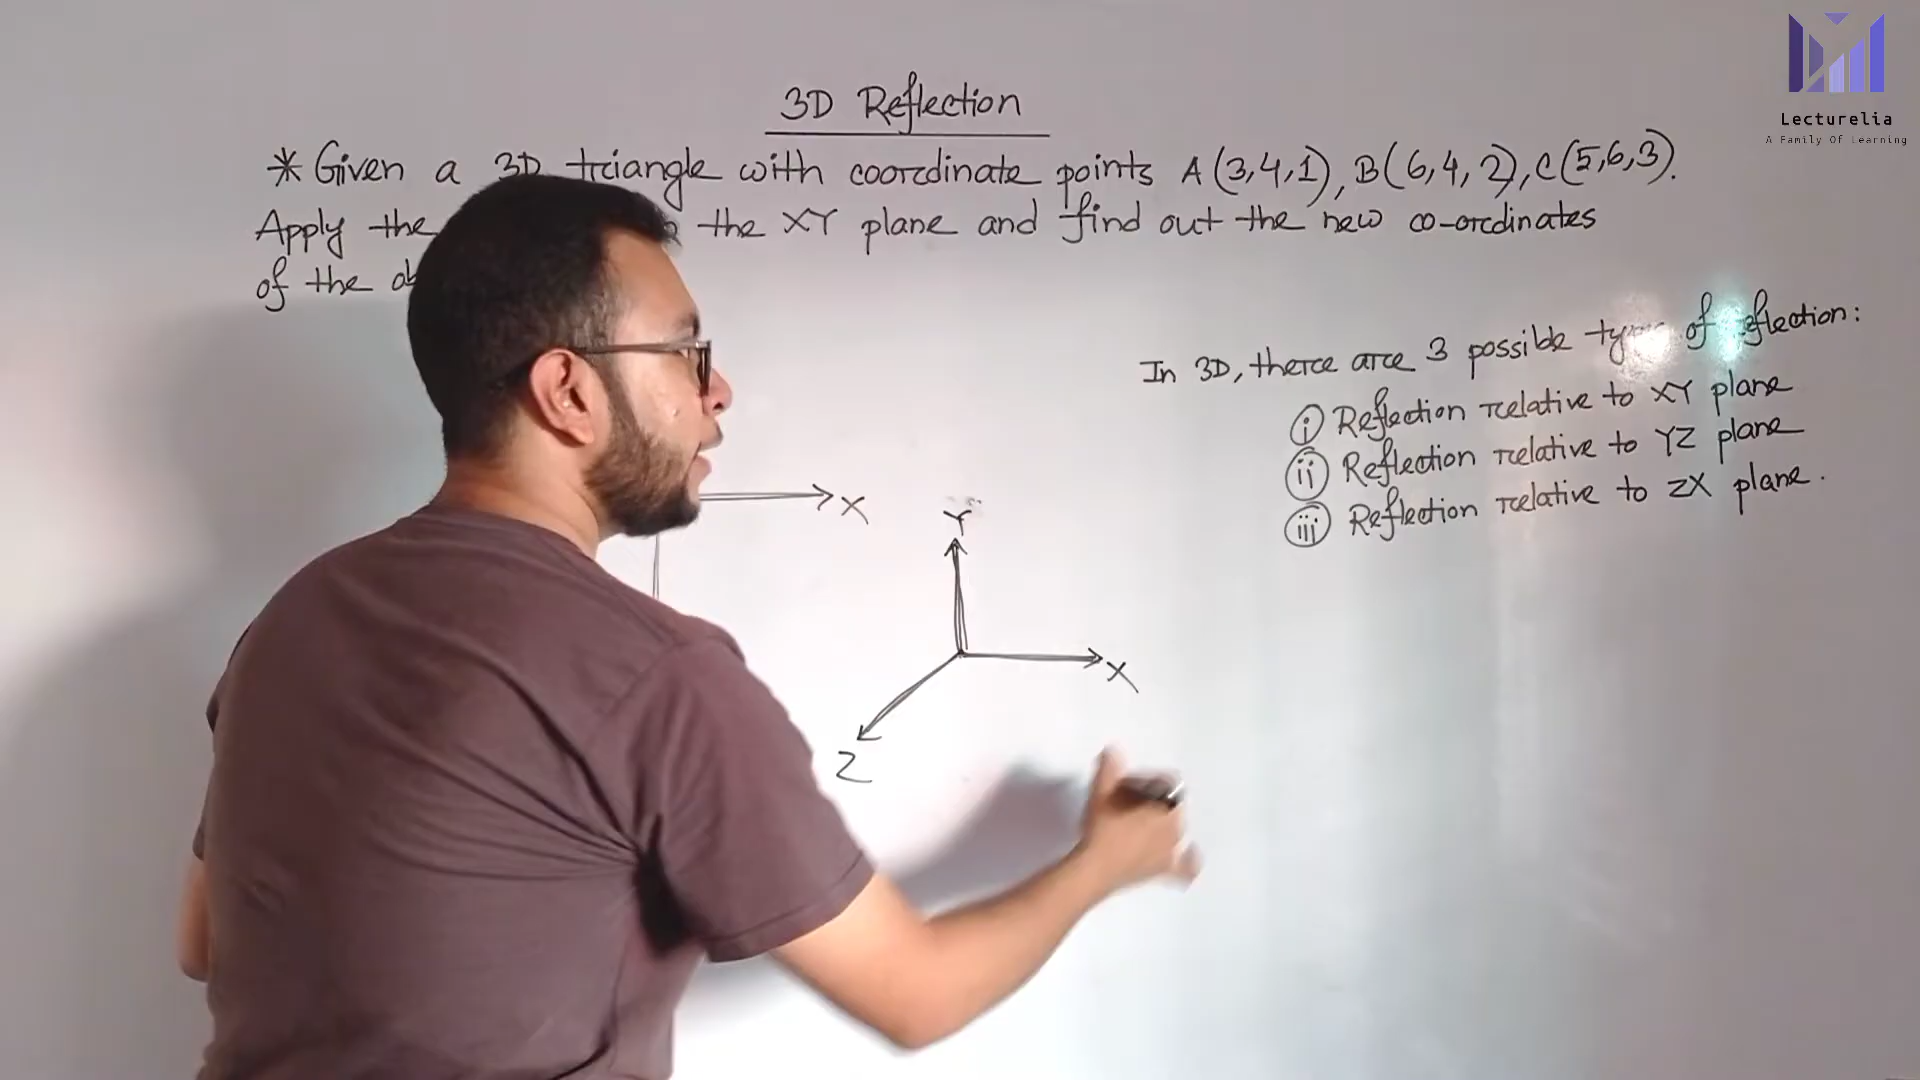 Lecturelia
A Family Of Learning
3D Reflection
* Given a 3D triangle with coordinate points A(3,4,1), B(6,4,2), C(5,6,3).
Apply the the XY plane and find out the new co-ordinates
of the
In 3D, there are 3 possible of reflection:
(i) Reflection relative to XY plane
(ii) Reflection relative to YZ plane
(iii) Reflection relative to ZX plane.
X
Y
X
Z